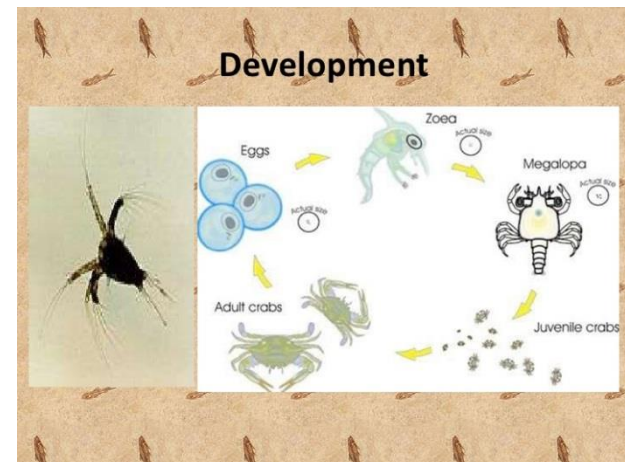 Development
Eggs
Actual size
Zoea
Actual size
Megalopa
Actual size
Juvenile crabs
Adult crabs